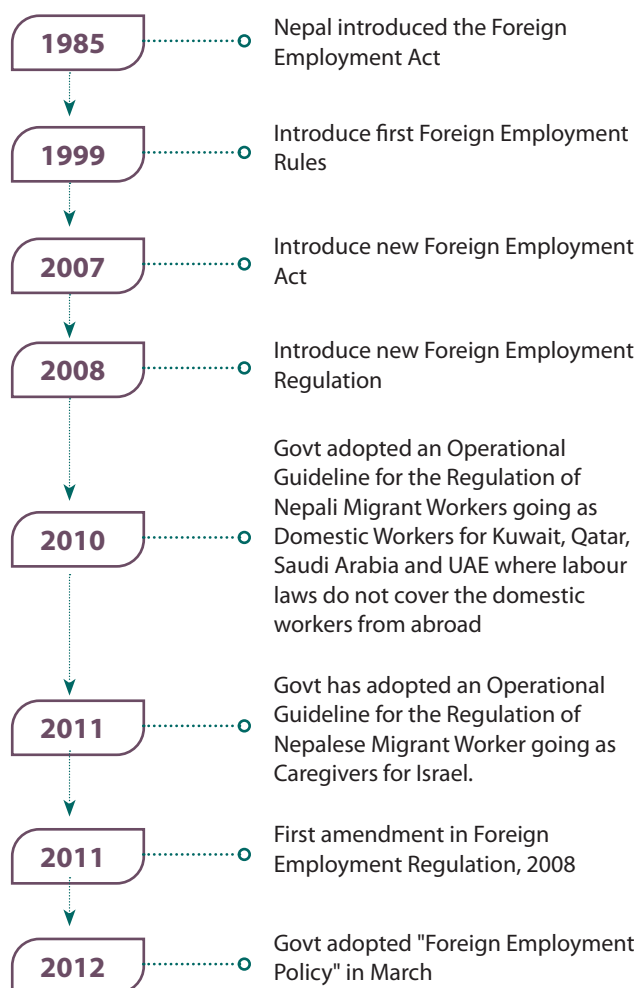 1985
Nepal introduced the Foreign
Employment Act
1999
Introduce first Foreign Employment
Rules
2007
Introduce new Foreign Employment
Act
2008
Introduce new Foreign Employment
Regulation
2010
Govt adopted an Operational
Guideline for the Regulation of
Nepali Migrant Workers going as
Domestic Workers for Kuwait, Qatar,
Saudi Arabia and UAE where labour
laws do not cover the domestic
workers from abroad
2011
Govt has adopted an Operational
Guideline for the Regulation of
Nepalese Migrant Worker going as
Caregivers for Israel.
2011
First amendment in Foreign
Employment Regulation, 2008
2012
Govt adopted "Foreign Employment
Policy" in March